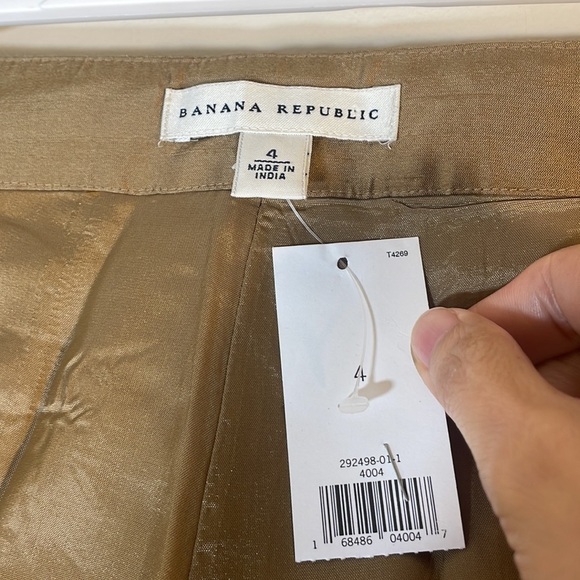 BANANA REPUBLIC
4
MADE IN
INDIA
T4269
4
292498-01-1
4004
1 68486 04004 7